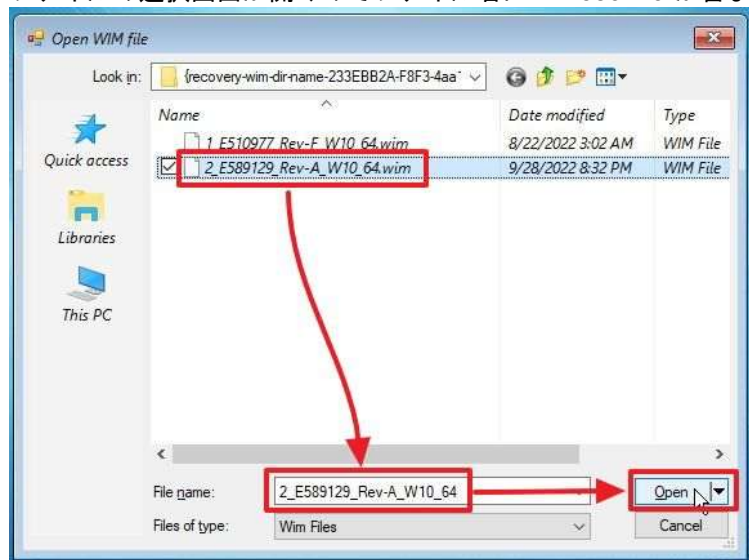 Open WIM file
Look in: {recovery-wim-dir-name-233EBB2A-F8F3-4aa1
Name Date modified Type
1_E510977_Rev-F_W10_64.wim 8/22/2022 3:02 AM WIM File
2_E589129_Rev-A_W10_64.wim 9/28/2022 8:32 PM WIM File
Quick access
Libraries
This PC
File name: 2_E589129_Rev-A_W10_64 Open
Files of type: Wim Files Cancel